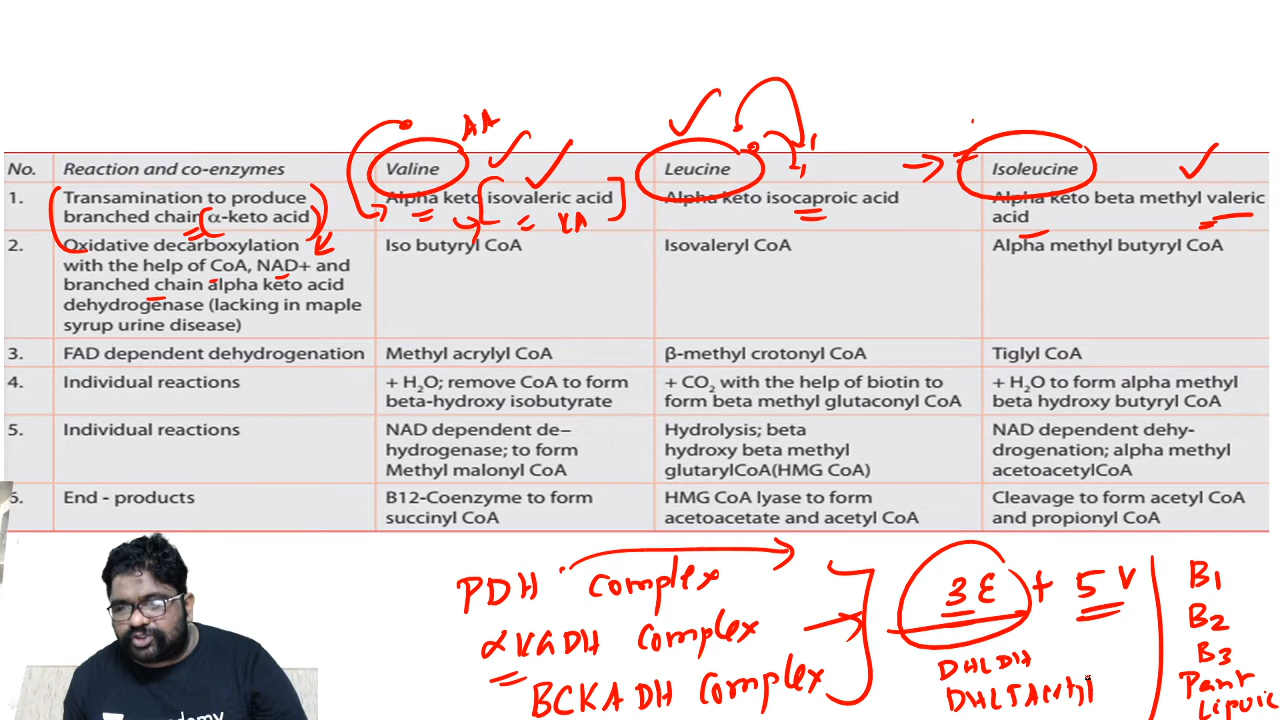 AA
No. Reaction and co-enzymes Valine Leucine Isoleucine
1. Transamination to produce branched chain α-keto acid
Alpha keto isovaleric acid
KA
Alpha keto isocaproic acid
Alpha keto beta methyl valeric
acid
2. Oxidative decarboxylation
with the help of CoA, NAD+ and
branched chain alpha keto acid
dehydrogenase (lacking in maple
syrup urine disease)
Iso butyryl CoA
Isovaleryl CoA
Alpha methyl butyryl CoA
3. FAD dependent dehydrogenation
Methyl acrylyl CoA
β-methyl crotonyl CoA
Tiglyl CoA
4. Individual reactions
+ H₂O; remove CoA to form
beta-hydroxy isobutyrate
+ CO₂ with the help of biotin to
form beta methyl glutaconyl CoA
+ H₂O to form alpha methyl
beta hydroxy butyryl CoA
5. Individual reactions
NAD dependent de–
hydrogenase; to form
Methyl malonyl CoA
Hydrolysis; beta
hydroxy beta methyl
glutarylCoA(HMG CoA)
NAD dependent dehy-
drogenation; alpha methyl
acetoacetylCoA
6. End - products
B12-Coenzyme to form
succinyl CoA
HMG CoA lyase to form
acetoacetate and acetyl CoA
Cleavage to form acetyl CoA
and propionyl CoA
PDH complex
αKGDH complex
BCKADH complex
3E + 5V
DHLDH
DHLTAcetyl
B1
B2
B3
Pant
Lipoic